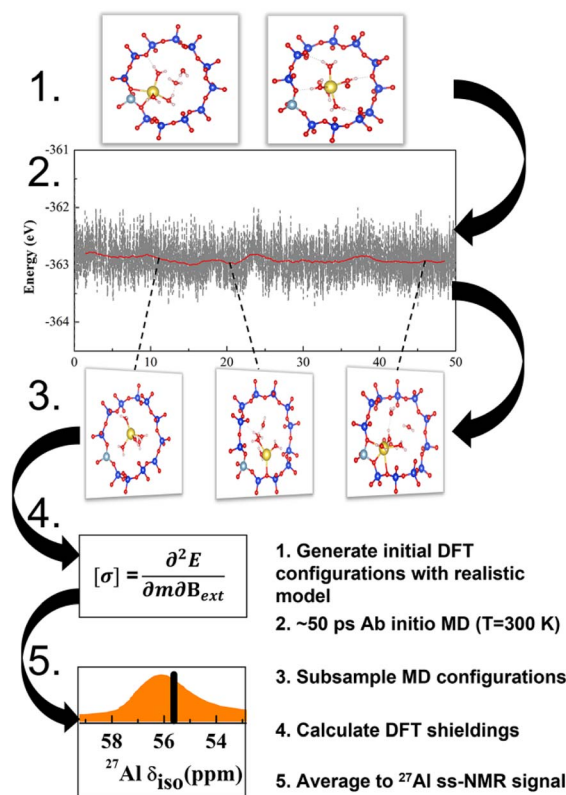 1.
2.
-361
-362
-363
-364
Energy (eV)
0 10 20 30 40 50
3.
4.
[σ] = ∂²E / ∂m∂B_ext
5.
58 56 54
²⁷Al δ_iso(ppm)
1. Generate initial DFT
configurations with realistic
model
2. ~50 ps Ab initio MD (T=300 K)
3. Subsample MD configurations
4. Calculate DFT shieldings
5. Average to ²⁷Al ss-NMR signal